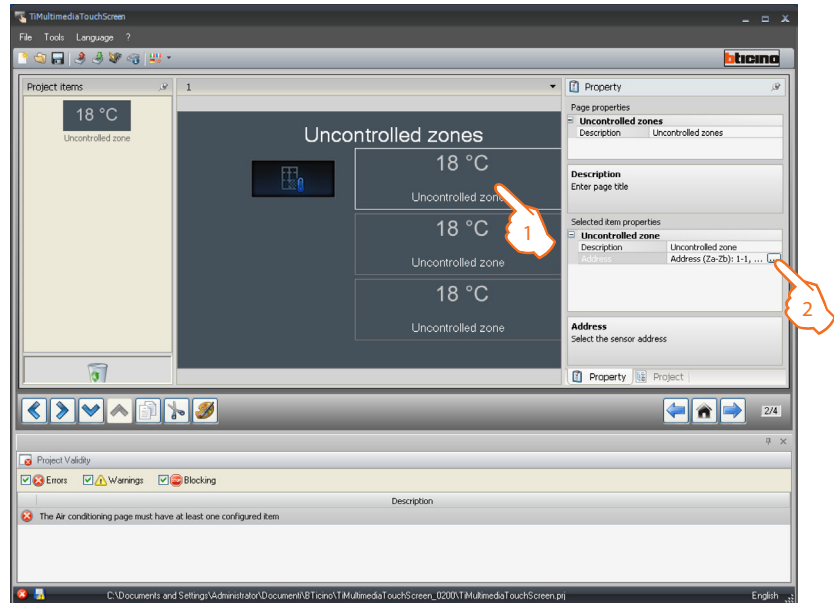 TiMultimediaTouchScreen
File Tools Language ?
bticino
Project items
1
Property
18 °C
Uncontrolled zone
Uncontrolled zones
18 °C
Uncontrolled zone
18 °C
Uncontrolled zone
18 °C
Uncontrolled zone
1
Page properties
Uncontrolled zones
Description Uncontrolled zones
Description
Enter page title
Selected item properties
Uncontrolled zone
Description Uncontrolled zone
Address Address (Za-Zb): 1-1, ... ...
2
Address
Select the sensor address
Property Project
2/4
Project Validity
Errors Warnings Blocking
Description
The Air conditioning page must have at least one configured item
C:\Documents and Settings\Administrator\Documenti\BTicino\TiMultimediaTouchScreen_0200\TiMultimediaTouchScreen.prj English